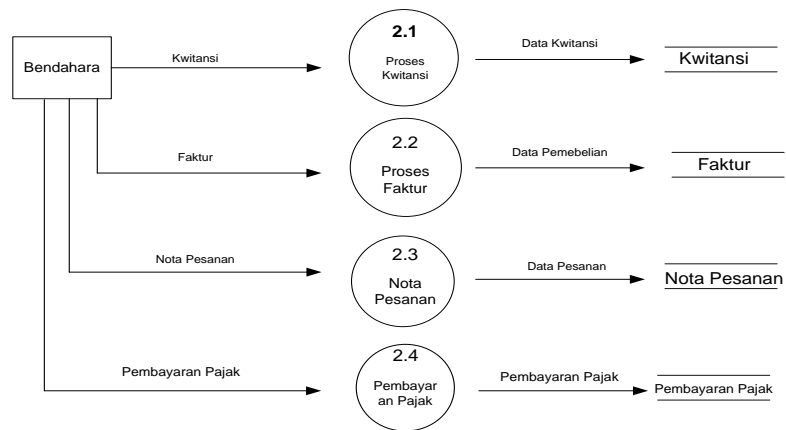 Bendahara
Kwitansi
2.1
Proses
Kwitansi
Data Kwitansi
Kwitansi
Faktur
2.2
Proses
Faktur
Data Pemebelian
Faktur
Nota Pesanan
2.3
Nota
Pesanan
Data Pesanan
Nota Pesanan
Pembayaran Pajak
2.4
Pembayar
an Pajak
Pembayaran Pajak
Pembayaran Pajak